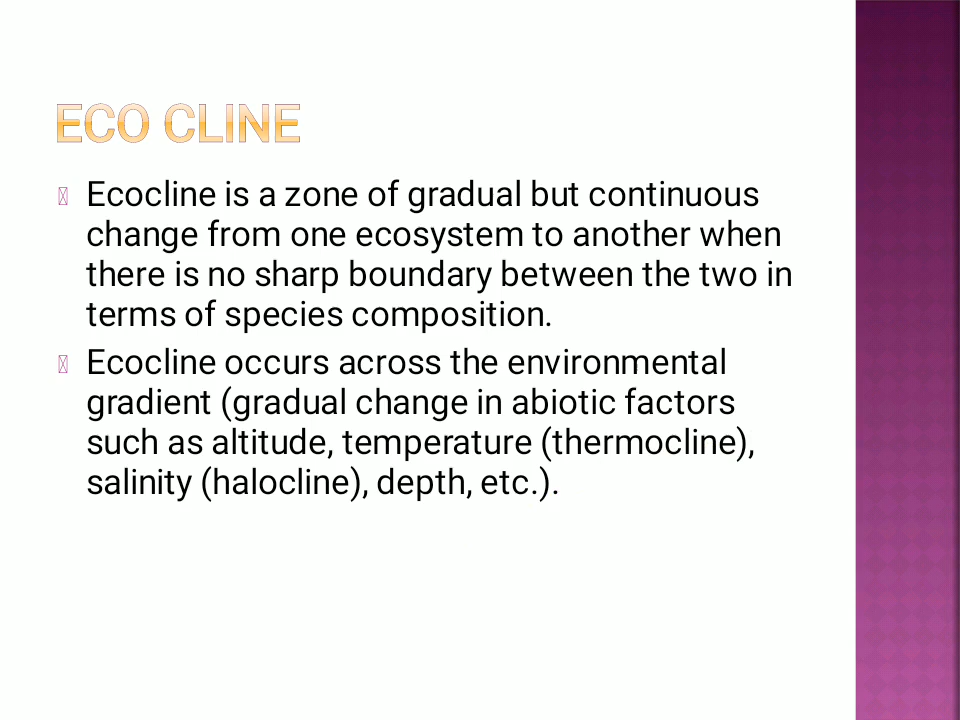 ECO CLINE
Ecocline is a zone of gradual but continuous
change from one ecosystem to another when
there is no sharp boundary between the two in
terms of species composition.
Ecocline occurs across the environmental
gradient (gradual change in abiotic factors
such as altitude, temperature (thermocline),
salinity (halocline), depth, etc.).